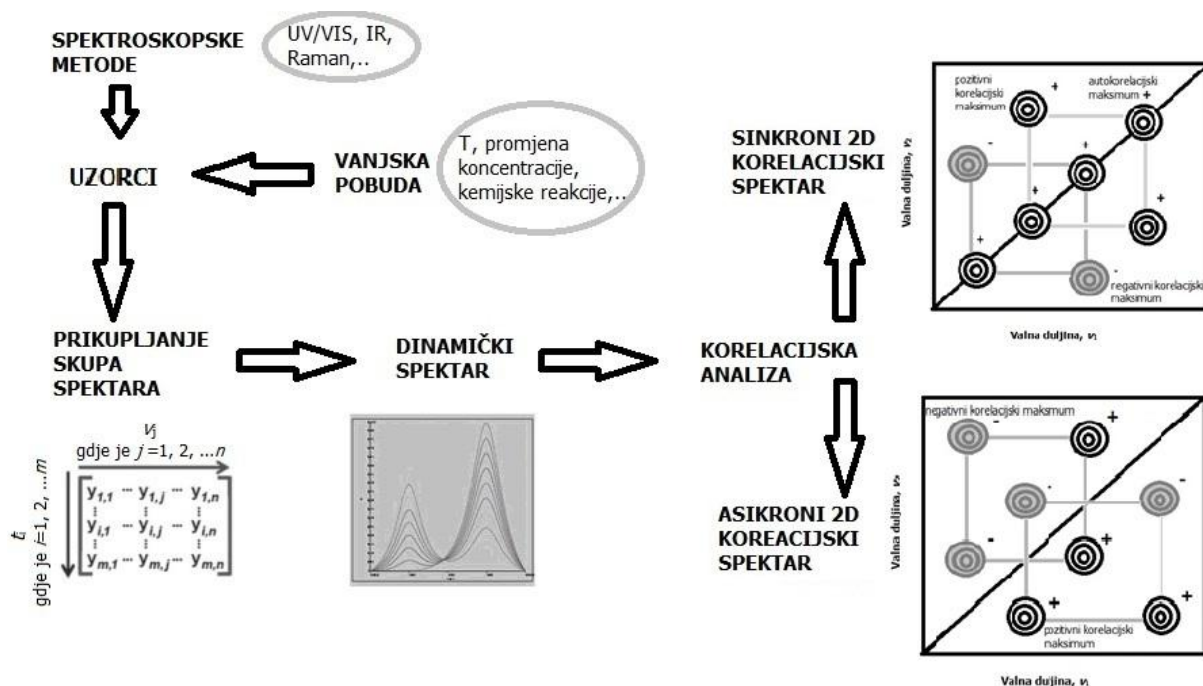 SPEKTROSKOPSKE
METODE
UV/VIS, IR,
Raman,..
UZORCI
VANJSKA
POBUDA
T, promjena
koncentracije,
kemijske reakcije,..
PRIKUPLJANJE
SKUPA
SPEKTARA
DINAMIČKI
SPEKTAR
KORELACIJSKA
ANALIZA
SINKRONI 2D
KORELACIJSKI
SPEKTAR
ASIKRONI 2D
KOREACIJSKI
SPEKTAR
νj
gdje je j =1, 2, ...n
ti
gdje je i=1, 2, ...m
y1,1 ... y1,j ... y1,n
yi,1 ... yi,j ... yi,n
ym,1 ... ym,j ... ym,n
pozitivni
korelacijski
maksimum
autokorelacijski
maksimum
+
+
-
+
+
+
+
-
negativni korelacijski
maksimum
Valna duljina, ν2
Valna duljina, ν1
negativni korelacijski maksmum
-
+
-
-
-
+
+
+
pozitivni korelacijski
maksimum
Valna duljina, ν2
Valna duljina, ν1